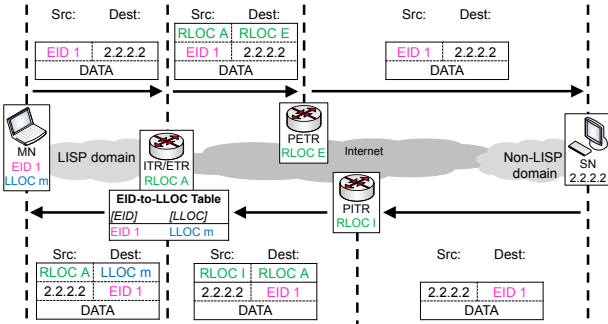 Src: Dest: Src: Dest: Src: Dest:
RLOC A RLOC E
EID 1 2.2.2.2 EID 1 2.2.2.2 EID 1 2.2.2.2
DATA DATA DATA
MN
EID 1
LLOC m
LISP domain
ITR/ETR
RLOC A
PETR
RLOC E
Internet
Non-LISP
domain
SN
2.2.2.2
EID-to-LLOC Table
[EID] [LLOC]
EID 1 LLOC m
PITR
RLOC I
Src: Dest: Src: Dest: Src: Dest:
RLOC A LLOC m RLOC I RLOC A
2.2.2.2 EID 1 2.2.2.2 EID 1 2.2.2.2 EID 1
DATA DATA DATA